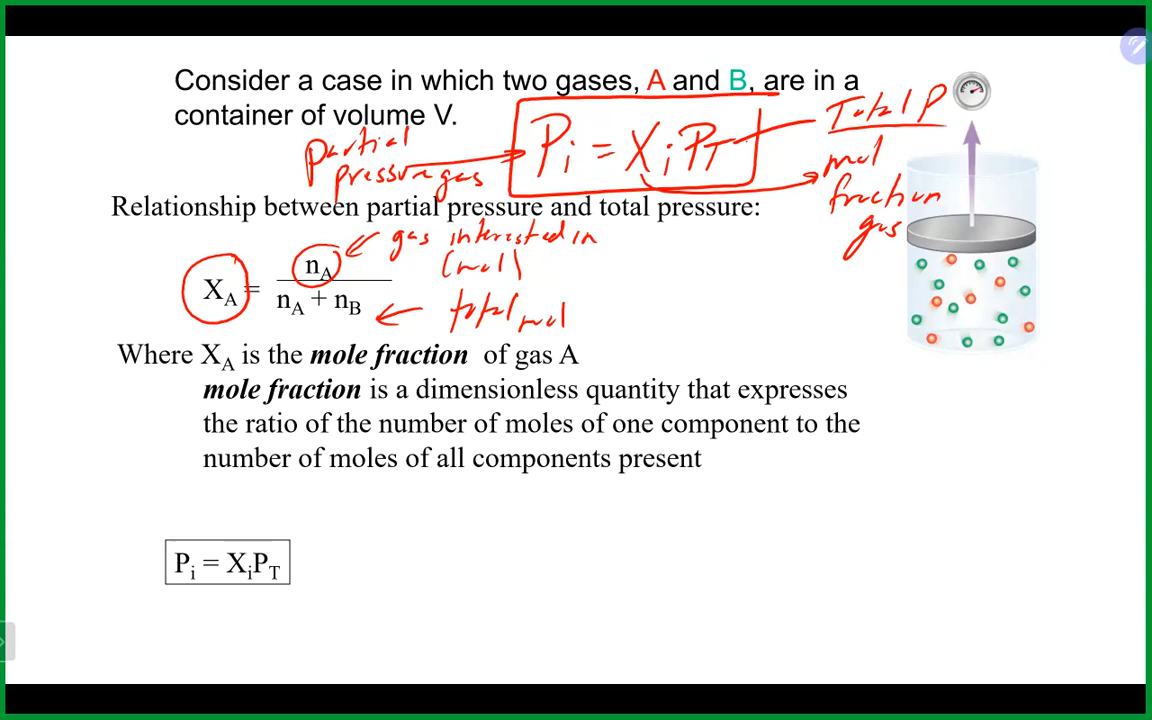 Consider a case in which two gases, A and B, are in a
container of volume V.
Partial
pressure gas
Pi = XiPT
Total P
mol
fraction
gas
Relationship between partial pressure and total pressure:
XA = nA / nA + nB
gas interested in
(mol)
total mol
Where XA is the mole fraction of gas A
mole fraction is a dimensionless quantity that expresses
the ratio of the number of moles of one component to the
number of moles of all components present
Pi = XiPT